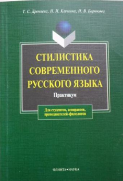 СТИЛИСТИКА
СОВРЕМЕННОГО
РУССКОГО ЯЗЫКА
Практикум
Для студентов, аспирантов,
преподавателей-филологов